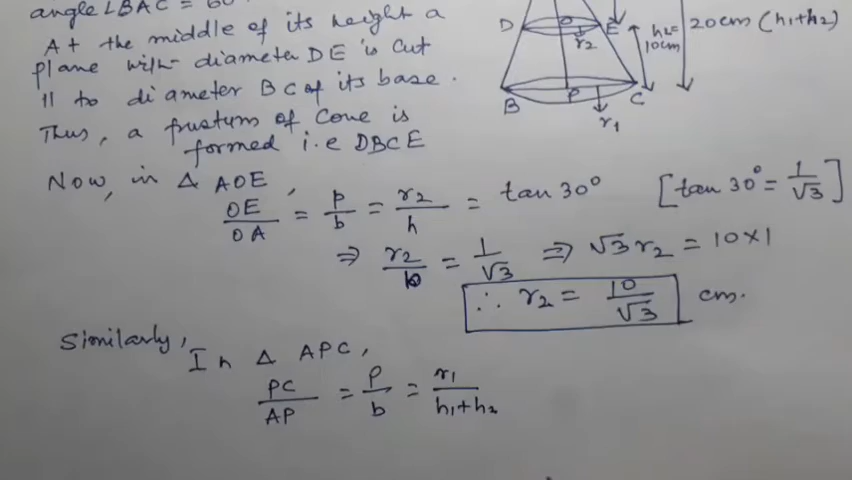 angle ∠BAC = 60
At the middle of its height a
plane with diameter DE is cut
|| to diameter BC of its base.
Thus, a frustum of Cone is
formed i.e DBCE
D O E
r2
h2=
10cm
20cm (h1+h2)
B P C
r1
Now, in Δ AOE,
OE/OA = p/b = r2/h = tan 30° [tan 30° = 1/√3]
⇒ r2/10 = 1/√3 ⇒ √3 r2 = 10×1
∴ r2 = 10/√3 cm.
Similarly,
In Δ APC,
PC/AP = P/b = r1/h1+h2